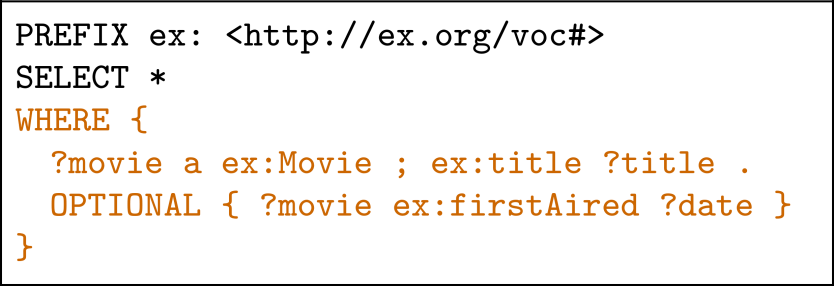 PREFIX ex: <http://ex.org/voc#>
SELECT *
WHERE {
?movie a ex:Movie ; ex:title ?title .
OPTIONAL { ?movie ex:firstAired ?date }
}